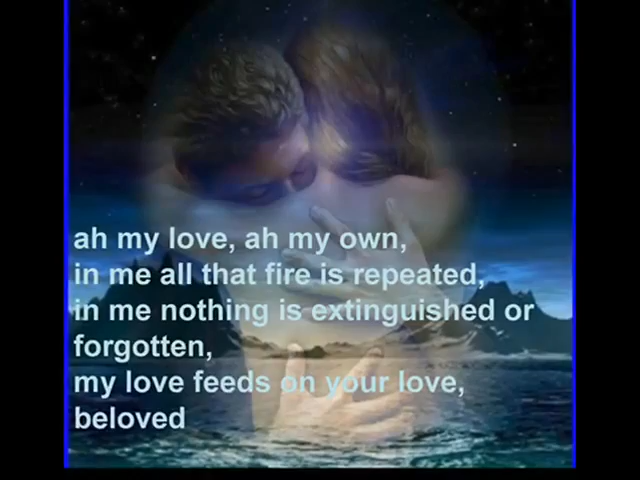 ah my love, ah my own,
in me all that fire is repeated,
in me nothing is extinguished or
forgotten,
my love feeds on your love,
beloved